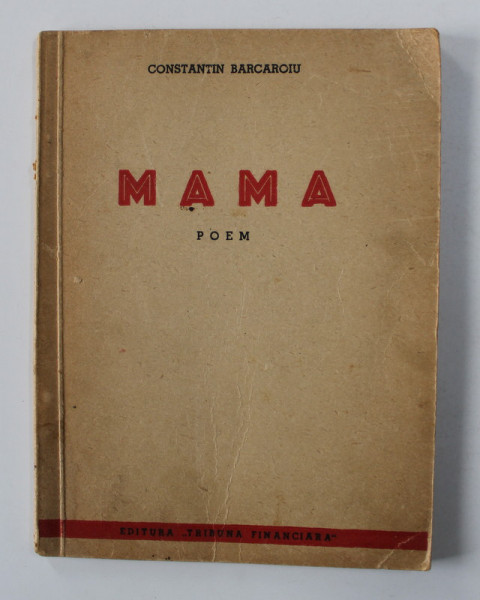 CONSTANTIN BARCAROIU
MAMA
POEM
EDITURA „TRIBUNA FINANCIARA"